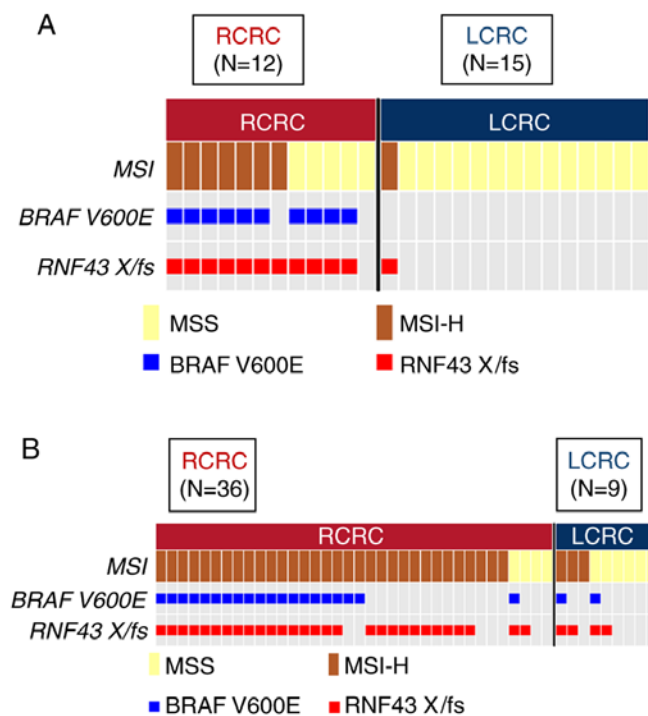 A
RCRC
(N=12)
LCRC
(N=15)
RCRC LCRC
MSI
BRAF V600E
RNF43 X/fs
MSS MSI-H
BRAF V600E RNF43 X/fs
B
RCRC
(N=36)
LCRC
(N=9)
RCRC LCRC
MSI
BRAF V600E
RNF43 X/fs
MSS MSI-H
BRAF V600E RNF43 X/fs